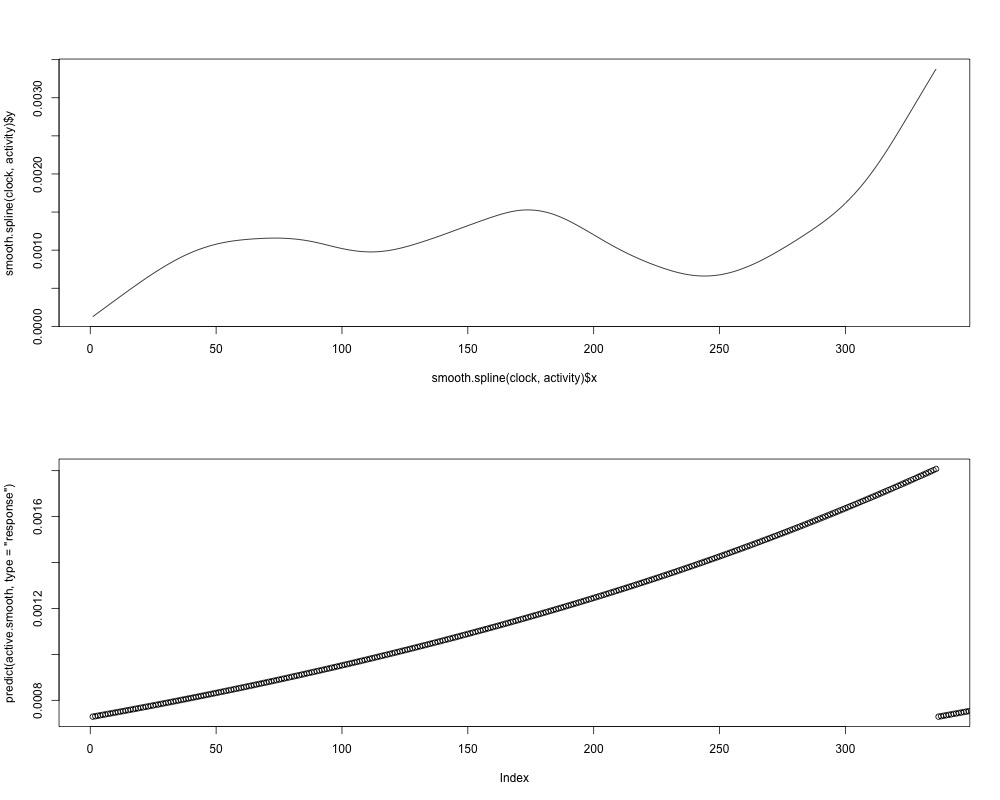 smooth.spline(clock, activity)$y
0.0030
0.0020
0.0010
0.0000
0 50 100 150 200 250 300
smooth.spline(clock, activity)$x
predict(active.smooth, type = "response")
0.0016
0.0012
0.0008
0 50 100 150 200 250 300
Index